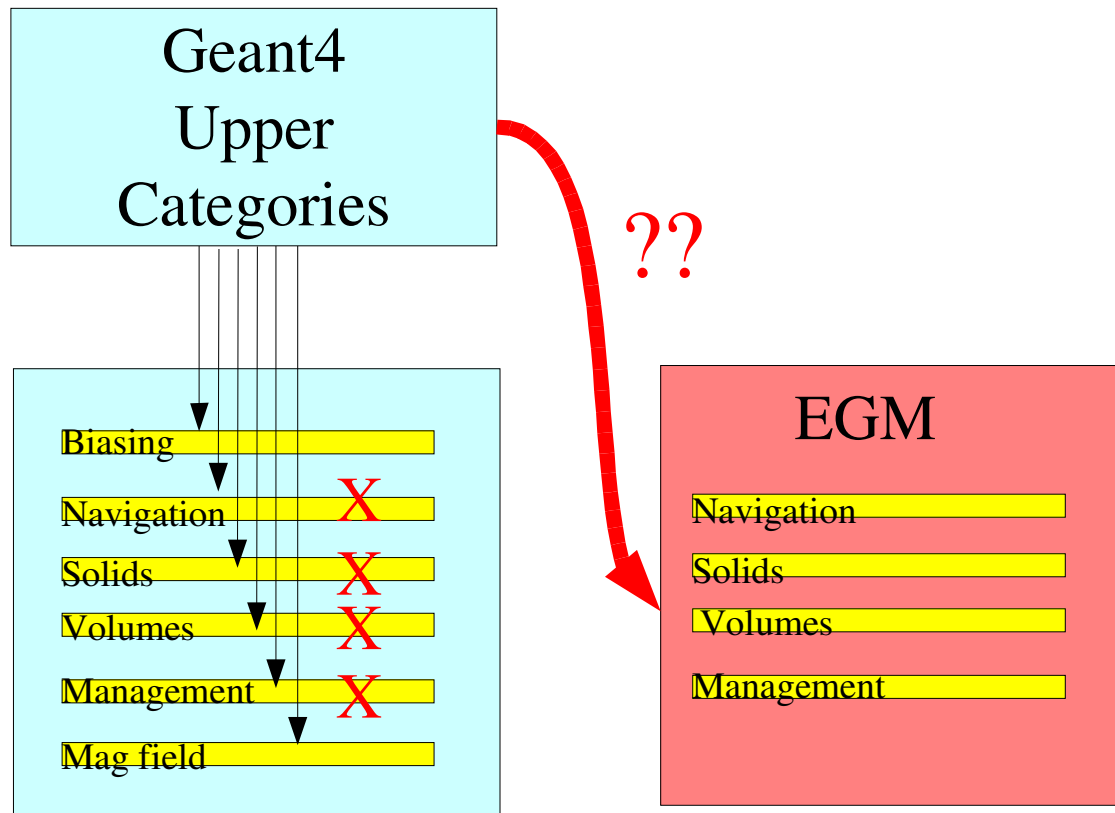 Geant4
Upper
Categories
??
Biasing
Navigation X
Solids X
Volumes X
Management X
Mag field
EGM
Navigation
Solids
Volumes
Management